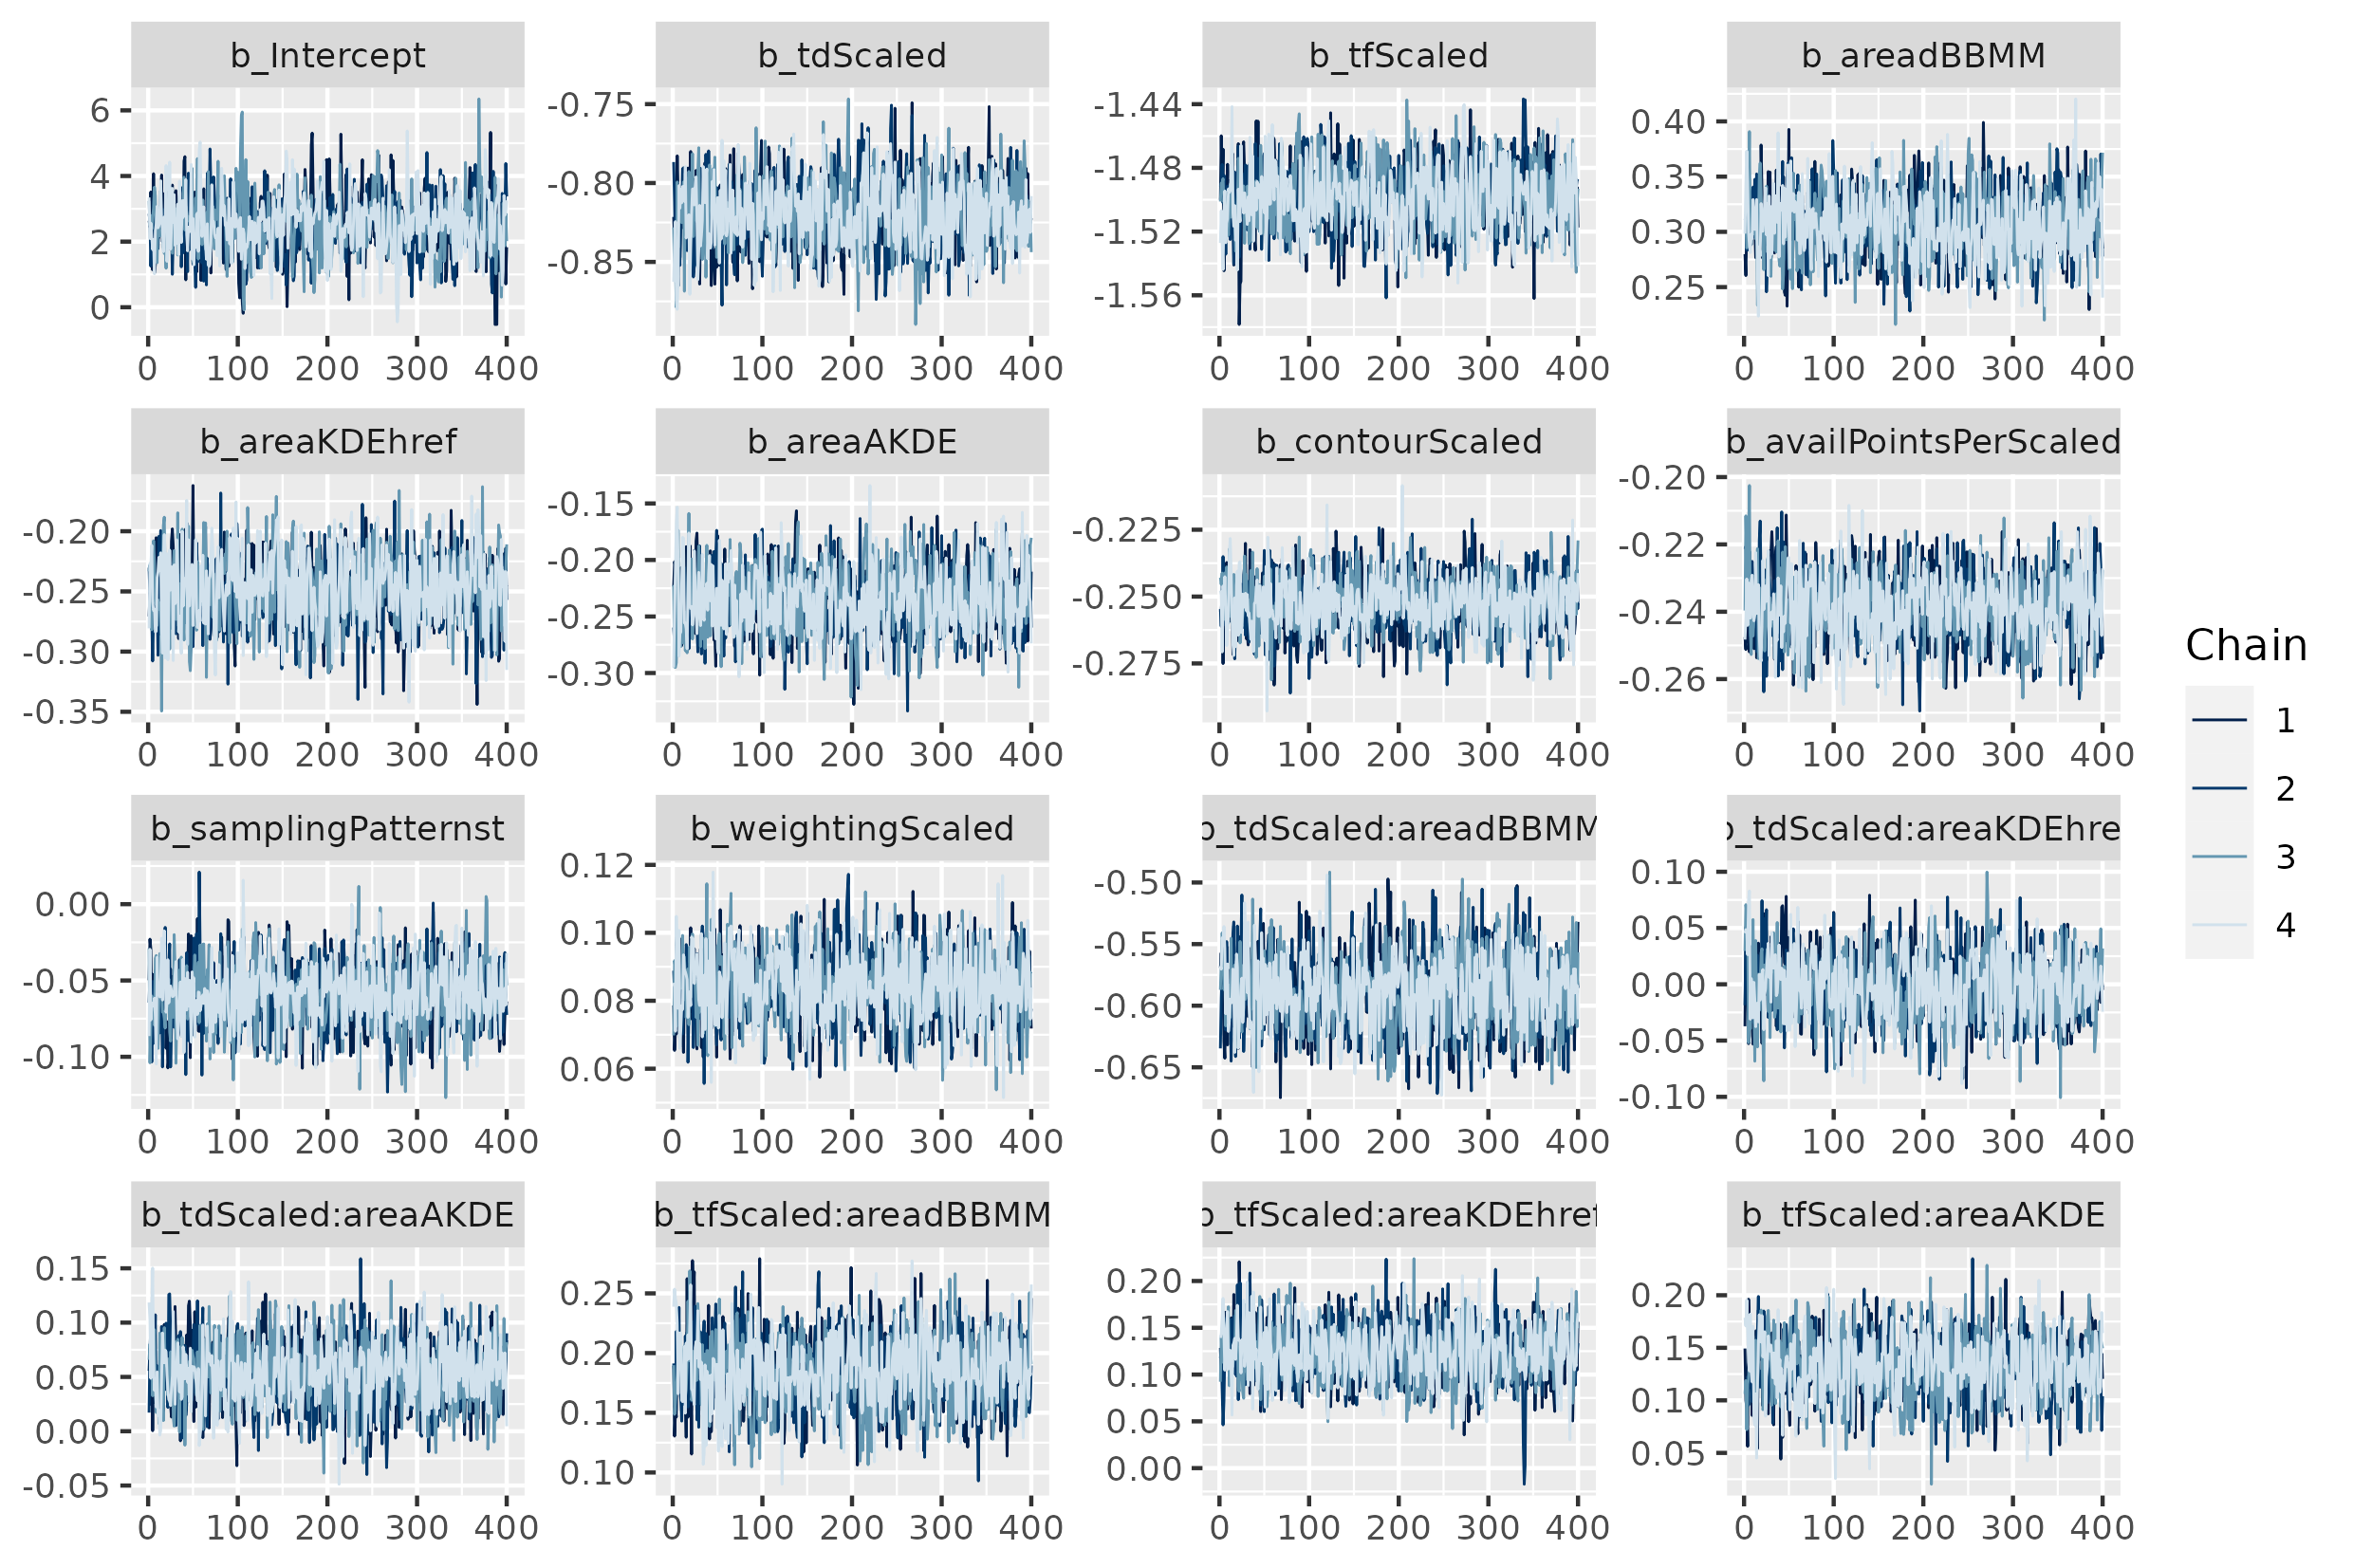 b_Intercept b_tdScaled b_tfScaled b_areadBBMM
6 4 2 0
-0.75 -0.80 -0.85
-1.44 -1.48 -1.52 -1.56
0.40 0.35 0.30 0.25
0 100 200 300 400 0 100 200 300 400 0 100 200 300 400 0 100 200 300 400
b_areaKDEhref b_areaAKDE b_contourScaled b_availPointsPerScaled
-0.20 -0.25 -0.30 -0.35
-0.15 -0.20 -0.25 -0.30
-0.225 -0.250 -0.275
-0.20 -0.22 -0.24 -0.26
0 100 200 300 400 0 100 200 300 400 0 100 200 300 400 0 100 200 300 400
b_samplingPatternst b_weightingScaled b_tdScaled:areadBBMM b_tdScaled:areaKDEhre
0.00 -0.05 -0.10
0.12 0.10 0.08 0.06
-0.50 -0.55 -0.60 -0.65
0.10 0.05 0.00 -0.05 -0.10
0 100 200 300 400 0 100 200 300 400 0 100 200 300 400 0 100 200 300 400
b_tdScaled:areaAKDE b_tfScaled:areadBBMM b_tfScaled:areaKDEhref b_tfScaled:areaAKDE
0.15 0.10 0.05 0.00 -0.05
0.25 0.20 0.15 0.10
0.20 0.15 0.10 0.05 0.00
0.20 0.15 0.10 0.05
0 100 200 300 400 0 100 200 300 400 0 100 200 300 400 0 100 200 300 400
Chain
1
2
3
4